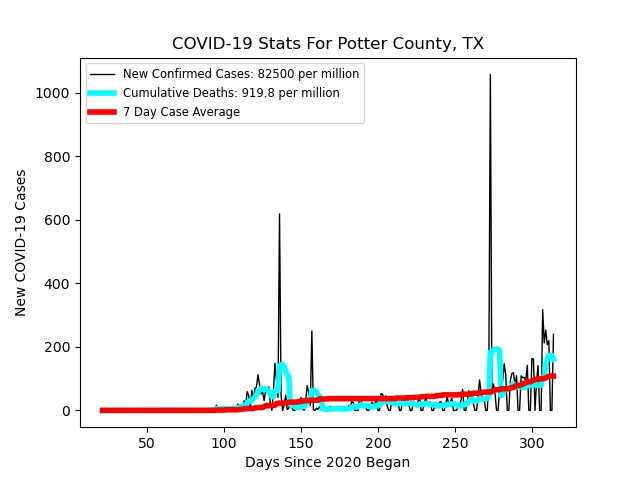 COVID-19 Stats For Potter County, TX
New Confirmed Cases: 82500 per million
Cumulative Deaths: 919.8 per million
7 Day Case Average
1000
800
600
400
200
0
New COVID-19 Cases
50 100 150 200 250 300
Days Since 2020 Began